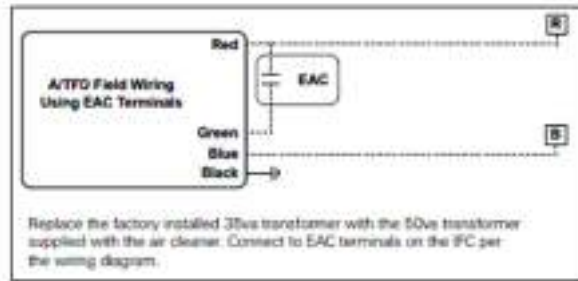 R
Red
A/TFD Field Wiring
Using EAC Terminals
EAC
Green
B
Blue
Black
Replace the factory installed 35va transformer with the 50va transformer
supplied with the air cleaner. Connect to EAC terminals on the IFC per
the wiring diagram.